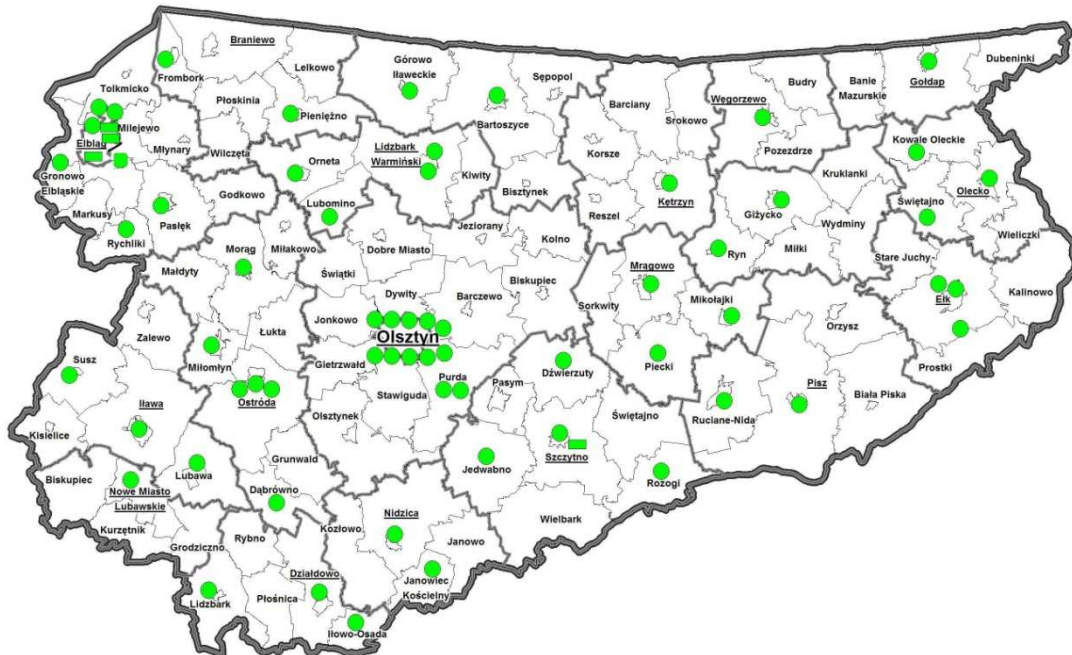 Braniewo
Lelkowo
Górowo
Iławeckie
Sępopol
Budry
Banie
Mazurskie
Gołdap
Dubeninki
Frombork
Tolkmicko
Płoskinia
Pieniężno
Bartoszyce
Barciany
Srokowo
Węgorzewo
Elbląg
Milejewo
Młynary
Wilczęta
Orneta
Lidzbark
Warmiński
Kiwity
Korsze
Pozezdrze
Kowale Oleckie
Gronowo
Elbląskie
Godkowo
Bisztynek
Reszel
Kętrzyn
Kruklanki
Olecko
Markusy
Pasłęk
Lubomino
Giżycko
Świętajno
Rychliki
Jeziorany
Wydminy
Wieliczki
Morąg
Miłakowo
Dobre Miasto
Kolno
Ryn
Miłki
Stare Juchy
Małdyty
Świątki
Biskupiec
Mrągowo
Kalinowo
Dywity
Barczewo
Sorkwity
Mikołajki
Ełk
Zalewo
Łukta
Jonkowo
Orzysz
Olsztyn
Susz
Miłomłyn
Gietrzwałd
Purda
Dźwierzuty
Piecki
Prostki
Ostróda
Stawiguda
Pasym
Pisz
Biała Piska
Iława
Olsztynek
Świętajno
Ruciane-Nida
Kisielice
Grunwald
Szczytno
Biskupiec
Lubawa
Jedwabno
Rozogi
Nowe Miasto
Lubawskie
Dąbrówno
Nidzica
Wielbark
Kurzętnik
Kozłowo
Janowo
Grodziczno
Rybno
Działdowo
Janowiec
Kościelny
Lidzbark
Płośnica
Iłowo-Osada